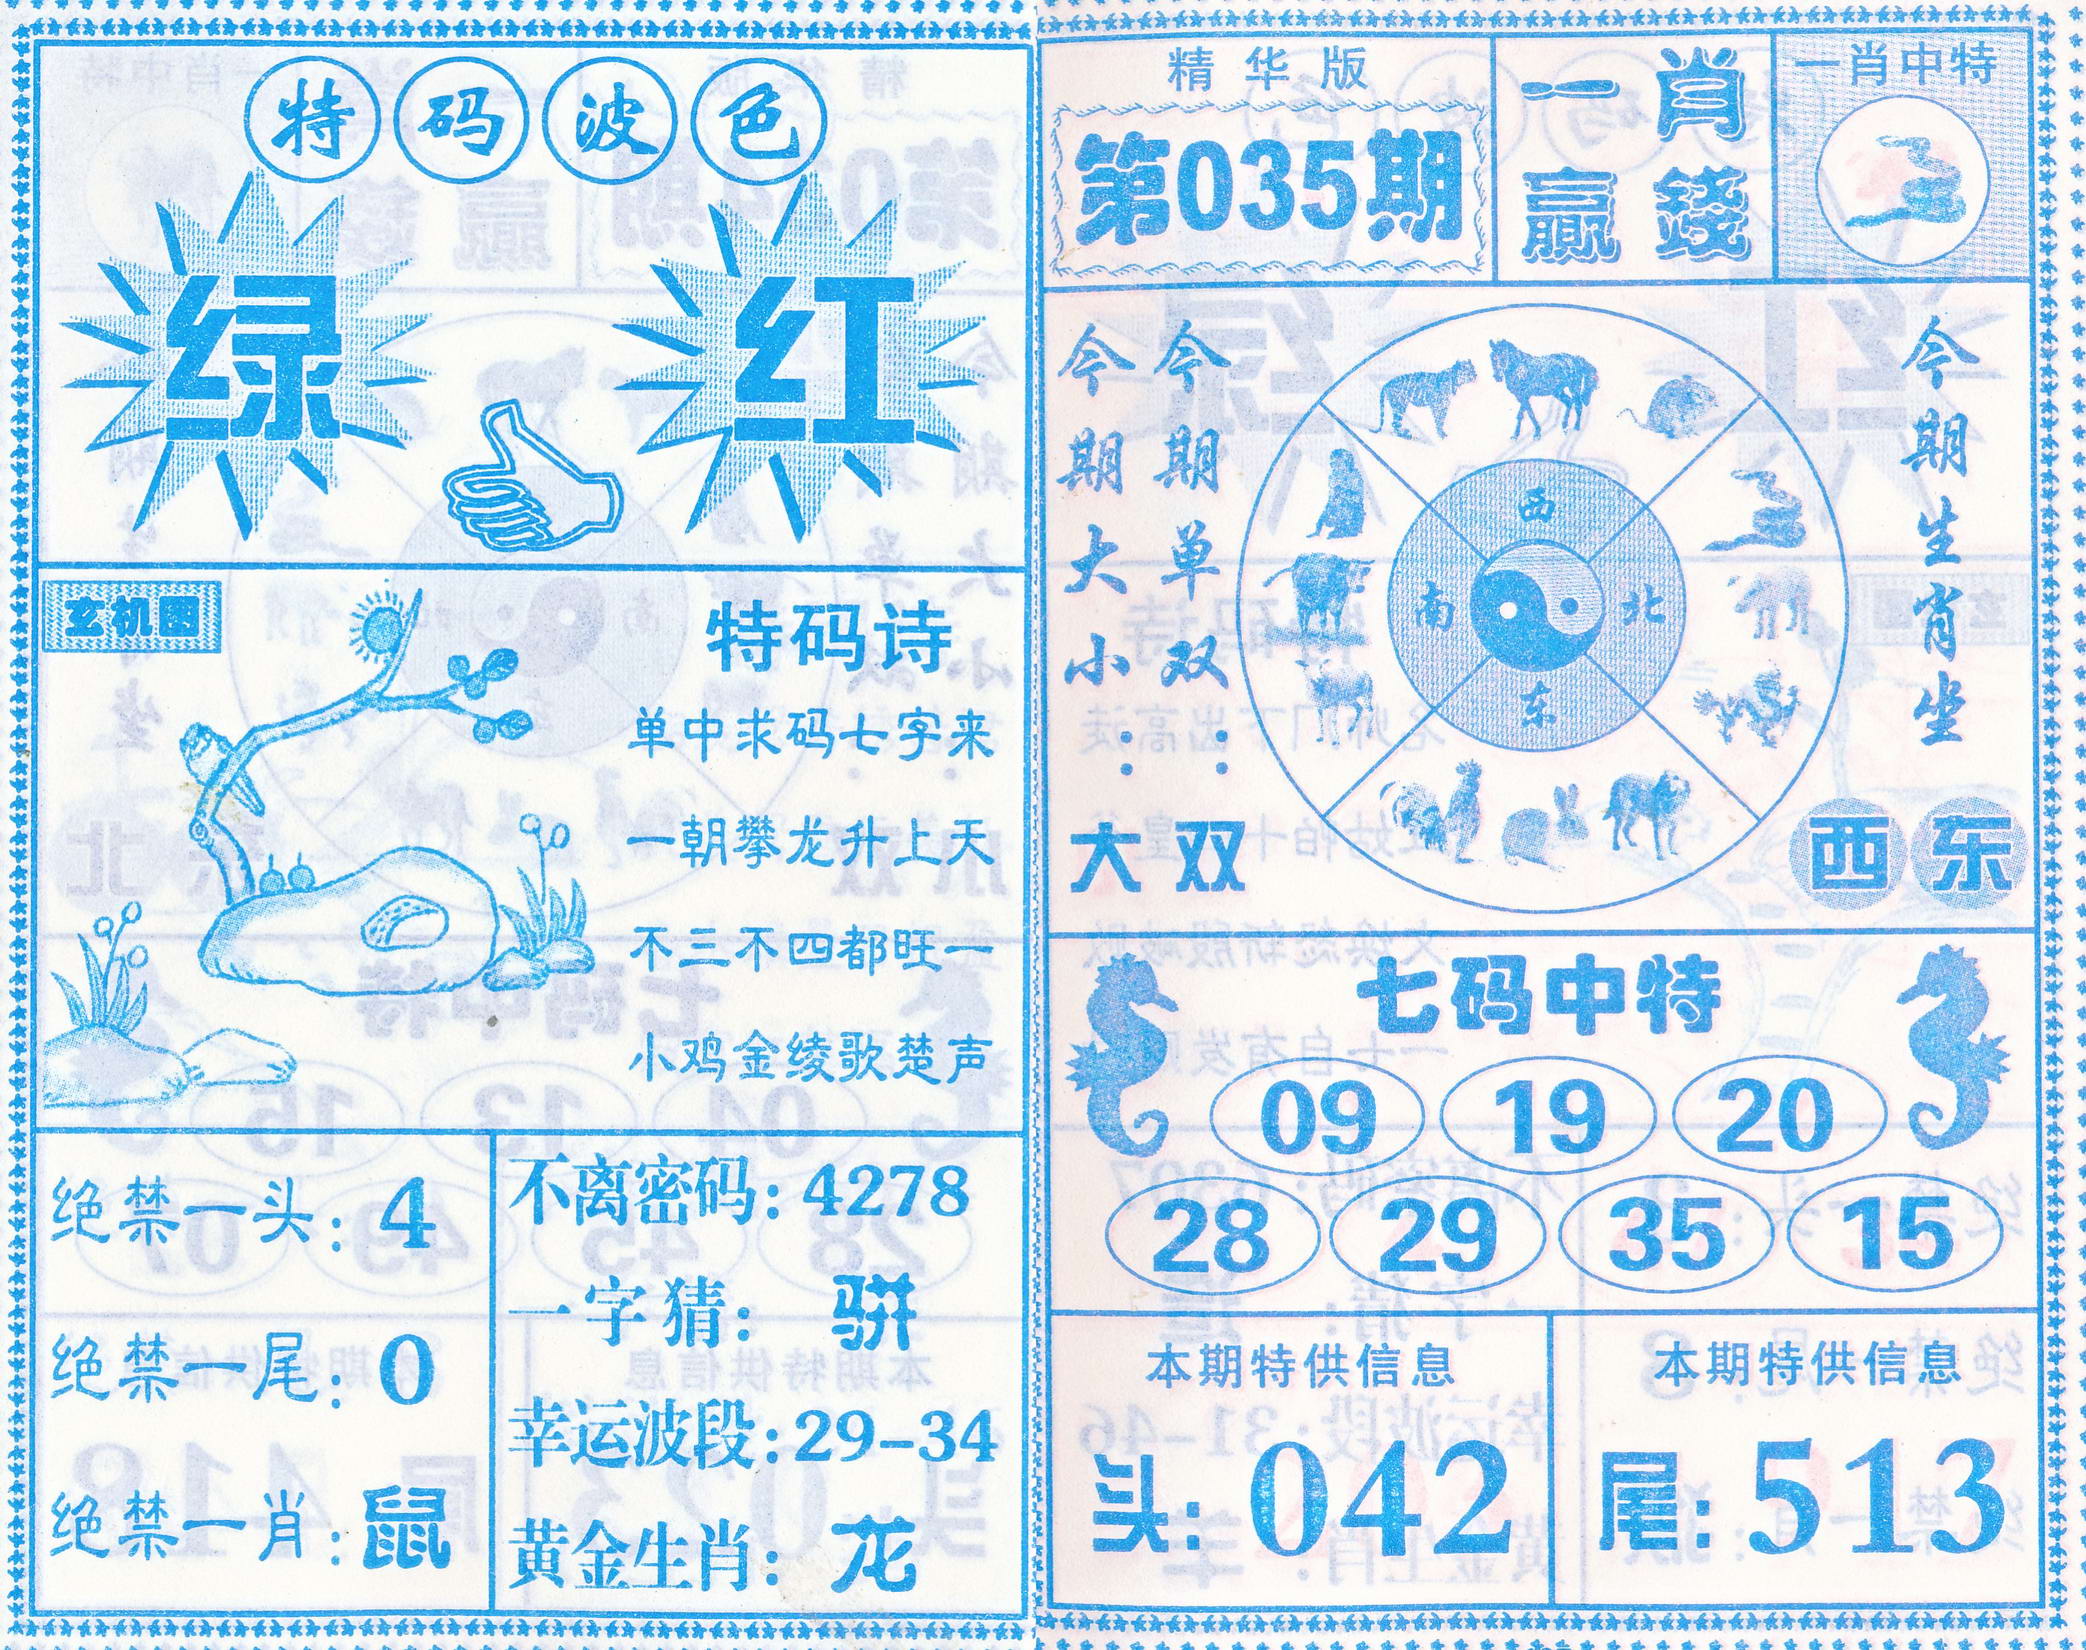 特码波色
绿 红
玄机图
特码诗
单中求码七字来
一朝攀龙升上天
不三不四都旺一
小鸡金绫歌楚声
绝禁一头:4
绝禁一尾:0
绝禁一肖:鼠
不离密码:4278
一字猜:骈
幸运波段:29-34
黄金生肖:龙
精华版
第035期
一肖
赢錢
一肖中特
今期大小:大
今期单双:双
西
南
北
东
今期生肖坐
西东
七码中特
09 19 20
28 29 35 15
本期特供信息
头:042
本期特供信息
尾:513